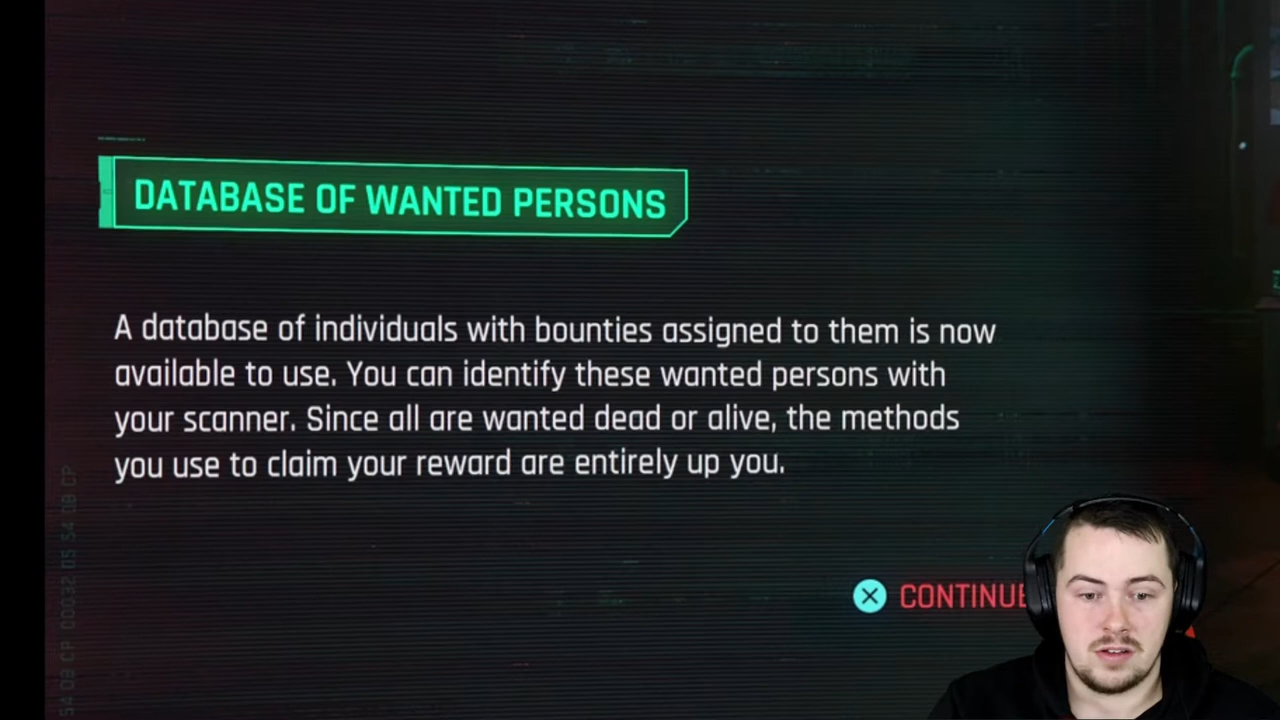 DATABASE OF WANTED PERSONS
A database of individuals with bounties assigned to them is now
available to use. You can identify these wanted persons with
your scanner. Since all are wanted dead or alive, the methods
you use to claim your reward are entirely up you.
CONTINUE